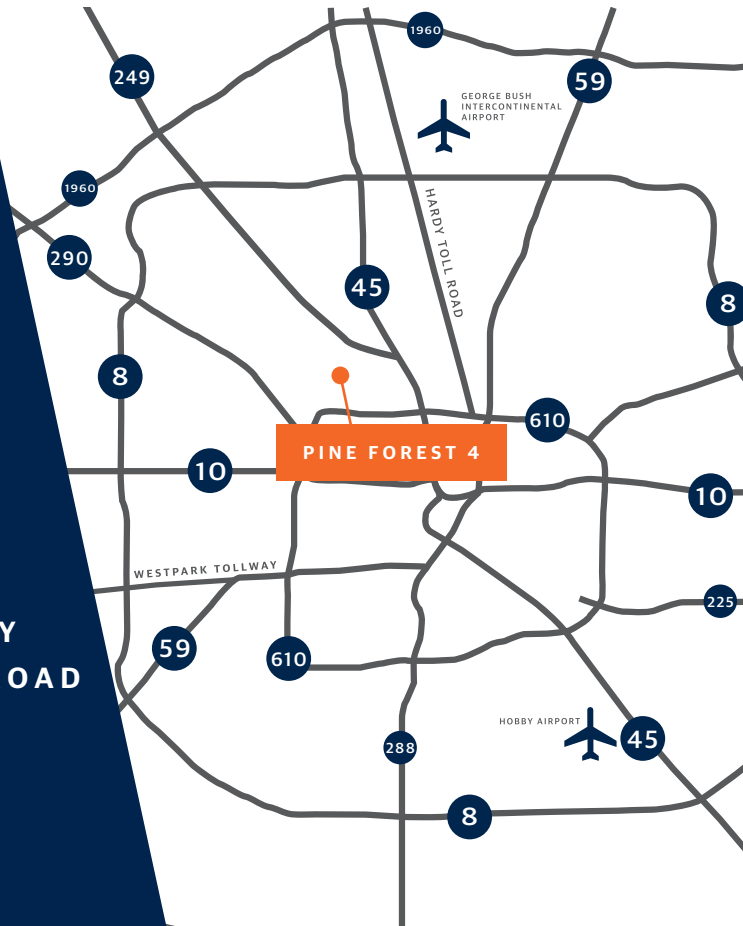 1960
249
59
GEORGE BUSH
INTERCONTINENTAL
AIRPORT
1960
HARDY TOLL ROAD
290
45
8
8
610
PINE FOREST 4
10
10
WESTPARK TOLLWAY
225
Y
59
610
OAD
HOBBY AIRPORT
45
288
8